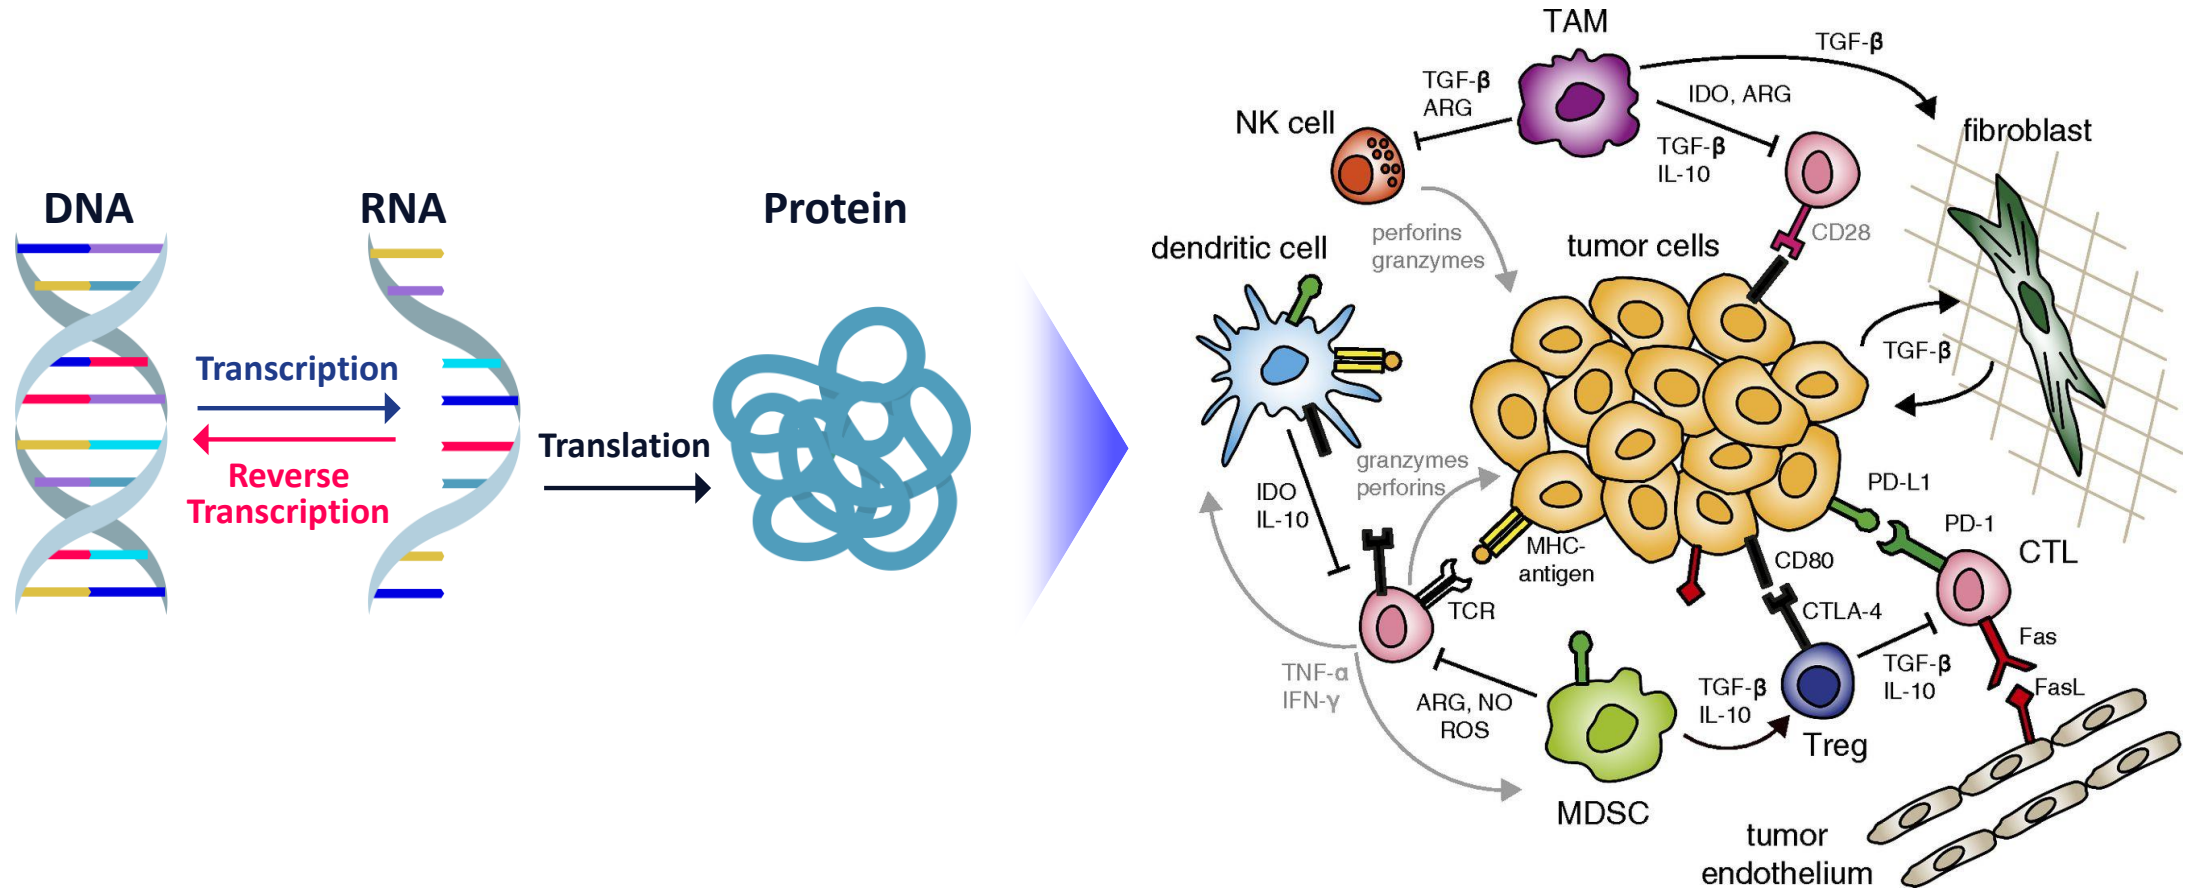 DNA
RNA
Protein
Transcription
Reverse
Transcription
Translation
TAM
TGF-β
TGF-β
ARG
IDO, ARG
TGF-β
IL-10
NK cell
fibroblast
perforins
granzymes
tumor cells
CD28
dendritic cell
TGF-β
granzymes
perforins
IDO
IL-10
PD-L1
PD-1
CTL
MHC-
antigen
CD80
TCR
CTLA-4
Fas
TGF-β
IL-10
FasL
TNF-α
IFN-γ
ARG, NO
ROS
TGF-β
IL-10
Treg
MDSC
tumor
endothelium